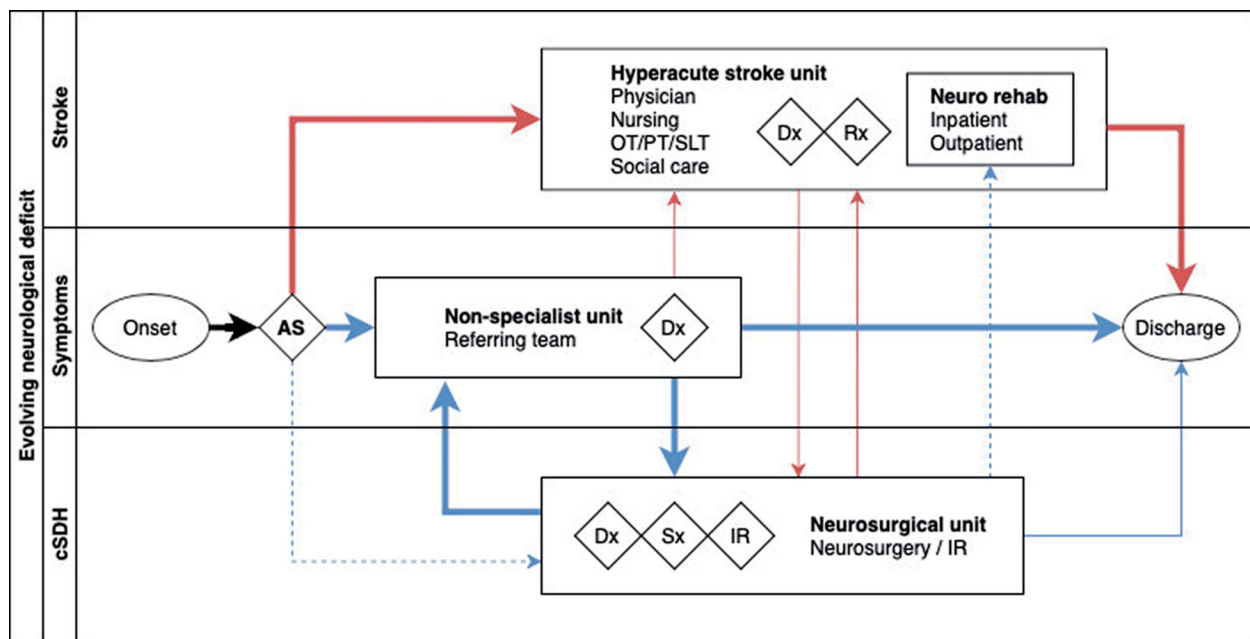 Evolving neurological deficit
Stroke
Hyperacute stroke unit
Physician
Nursing
OT/PT/SLT
Social care
Dx
Rx
Neuro rehab
Inpatient
Outpatient
Symptoms
Onset
AS
Non-specialist unit
Referring team
Dx
Discharge
cSDH
Dx
Sx
IR
Neurosurgical unit
Neurosurgery / IR